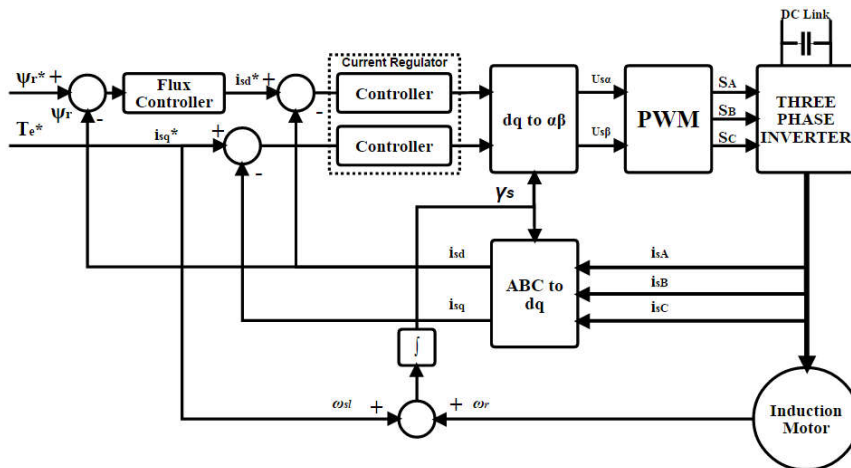 DC Link
Current Regulator
ψr* +
Flux Controller
isd* +
Controller
dq to αβ
Usα
PWM
SA
THREE PHASE INVERTER
ψr -
-
SB
Te*
isq* +
Controller
Usβ
SC
-
γs
isd
ABC to dq
isA
isB
isq
isC
∫
ωsl +
+ ωr
Induction Motor